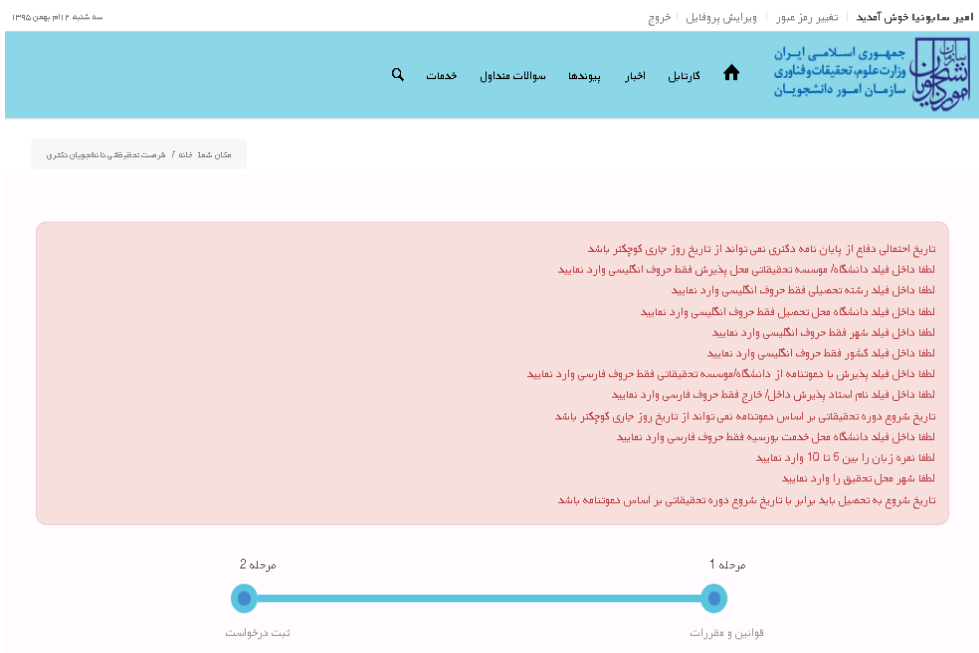 امیر سابونیا خوش آمدید | تغییر رمز عبور | ویرایش پروفایل | خروج
سه شنبه ۱۲ام بهمن ۱۳۹۵
سازمان امور دانشجویان
جمهوری اسلامی ایران
وزارت علوم، تحقیقات و فناوری
سازمان امور دانشجویان
کارتابل اخبار پیوندها سوالات متداول خدمات
مکان شما: خانه / فرصت تحقیقاتی دانشجویان دکتری
تاریخ احتمالی دفاع از پایان نامه دکتری نمی تواند از تاریخ روز جاری کوچکتر باشد
لطفا داخل فیلد دانشگاه/ موسسه تحقیقاتی محل پذیرش فقط حروف انگلیسی وارد نمایید
لطفا داخل فیلد رشته تحصیلی فقط حروف انگلیسی وارد نمایید
لطفا داخل فیلد دانشگاه محل تحصیل فقط حروف انگلیسی وارد نمایید
لطفا داخل فیلد شهر فقط حروف انگلیسی وارد نمایید
لطفا داخل فیلد کشور فقط حروف انگلیسی وارد نمایید
لطفا داخل فیلد پذیرش با دعوتنامه از دانشگاه/موسسه تحقیقاتی فقط حروف فارسی وارد نمایید
لطفا داخل فیلد نام استاد پذیرش داخل/ خارج فقط حروف فارسی وارد نمایید
تاریخ شروع دوره تحقیقاتی بر اساس دعوتنامه نمی تواند از تاریخ روز جاری کوچکتر باشد
لطفا داخل فیلد دانشگاه محل خدمت بورسیه فقط حروف فارسی وارد نمایید
لطفا نمره زبان را بین 5 تا 10 وارد نمایید
لطفا شهر محل تحقیق را وارد نمایید
تاریخ شروع به تحصیل باید برابر با تاریخ شروع دوره تحقیقاتی بر اساس دعوتنامه باشد
مرحله 1
مرحله 2
قوانین و مقررات
ثبت درخواست